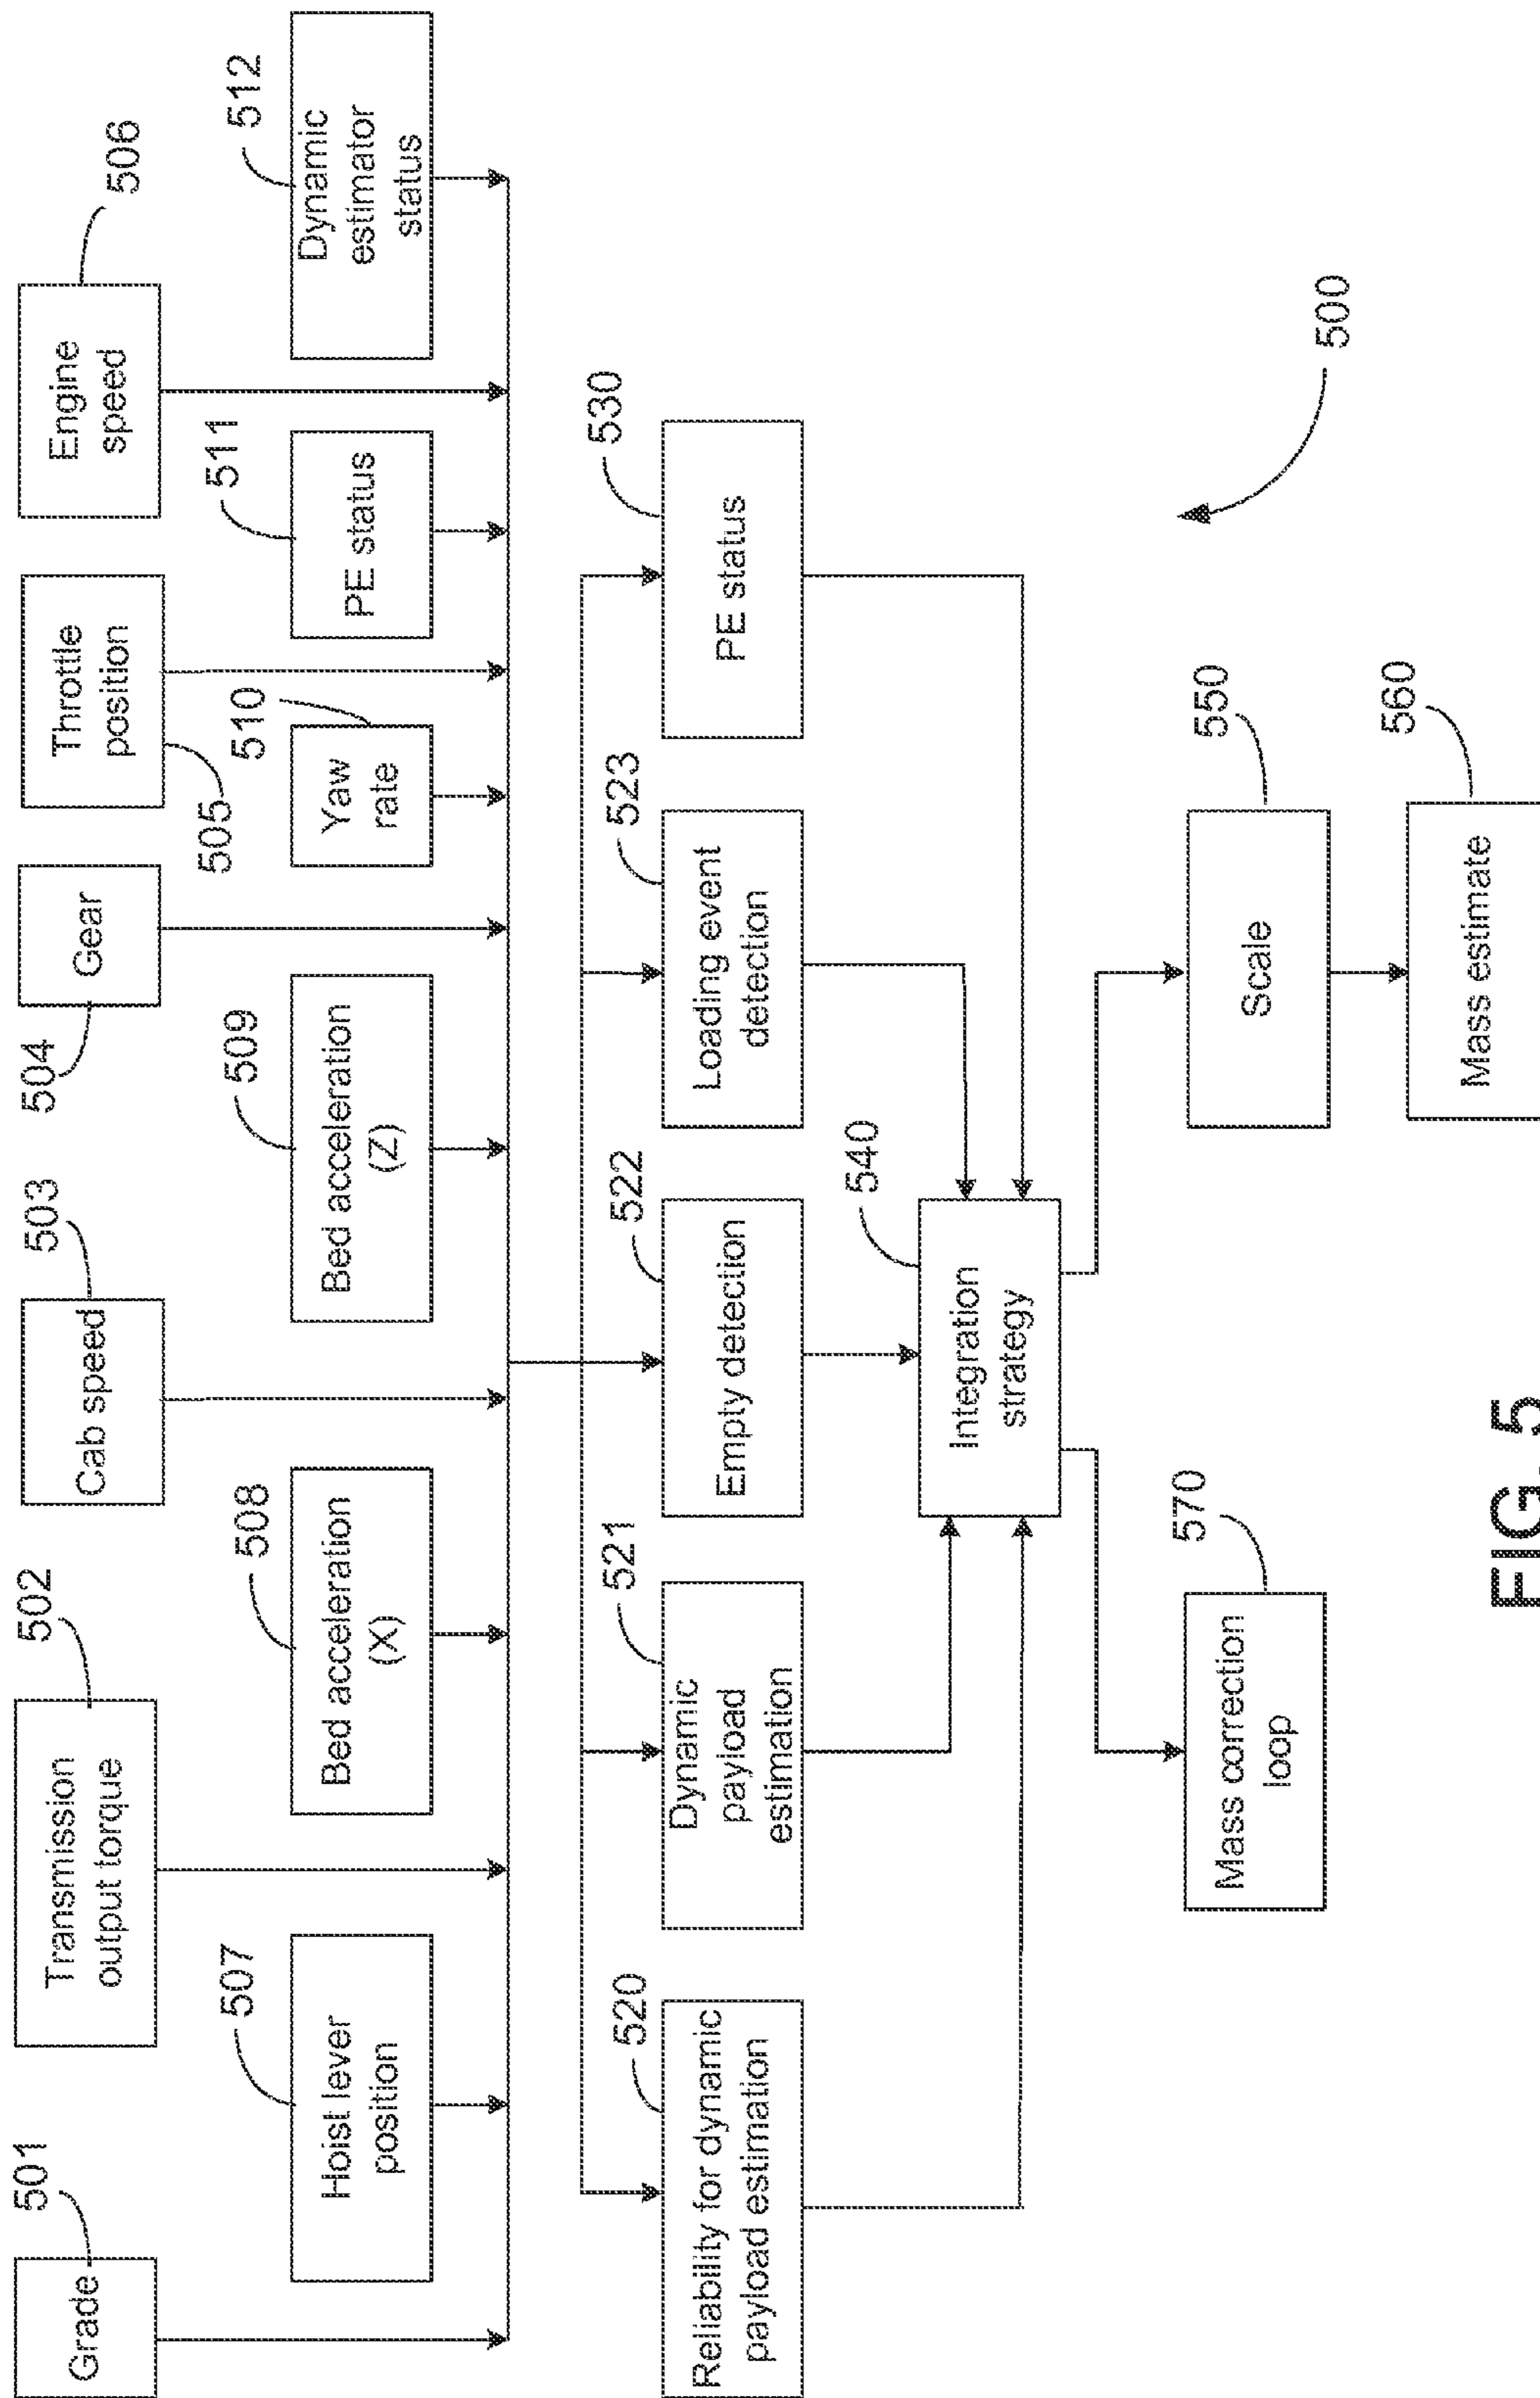 501
Grade
502
Transmission
output torque
503
Cab speed
504
Gear
505
Throttle
position
506
Engine
speed
507
Hoist lever
position
508
Bed acceleration
(X)
509
Bed acceleration
(Z)
510
Yaw
rate
511
PE status
512
Dynamic
estimator
status
520
Reliability for dynamic
payload estimation
521
Dynamic
payload
estimation
522
Empty detection
523
Loading event
detection
530
PE status
540
Integration
strategy
550
Scale
560
Mass estimate
570
Mass correction
loop
500
FIG. 5